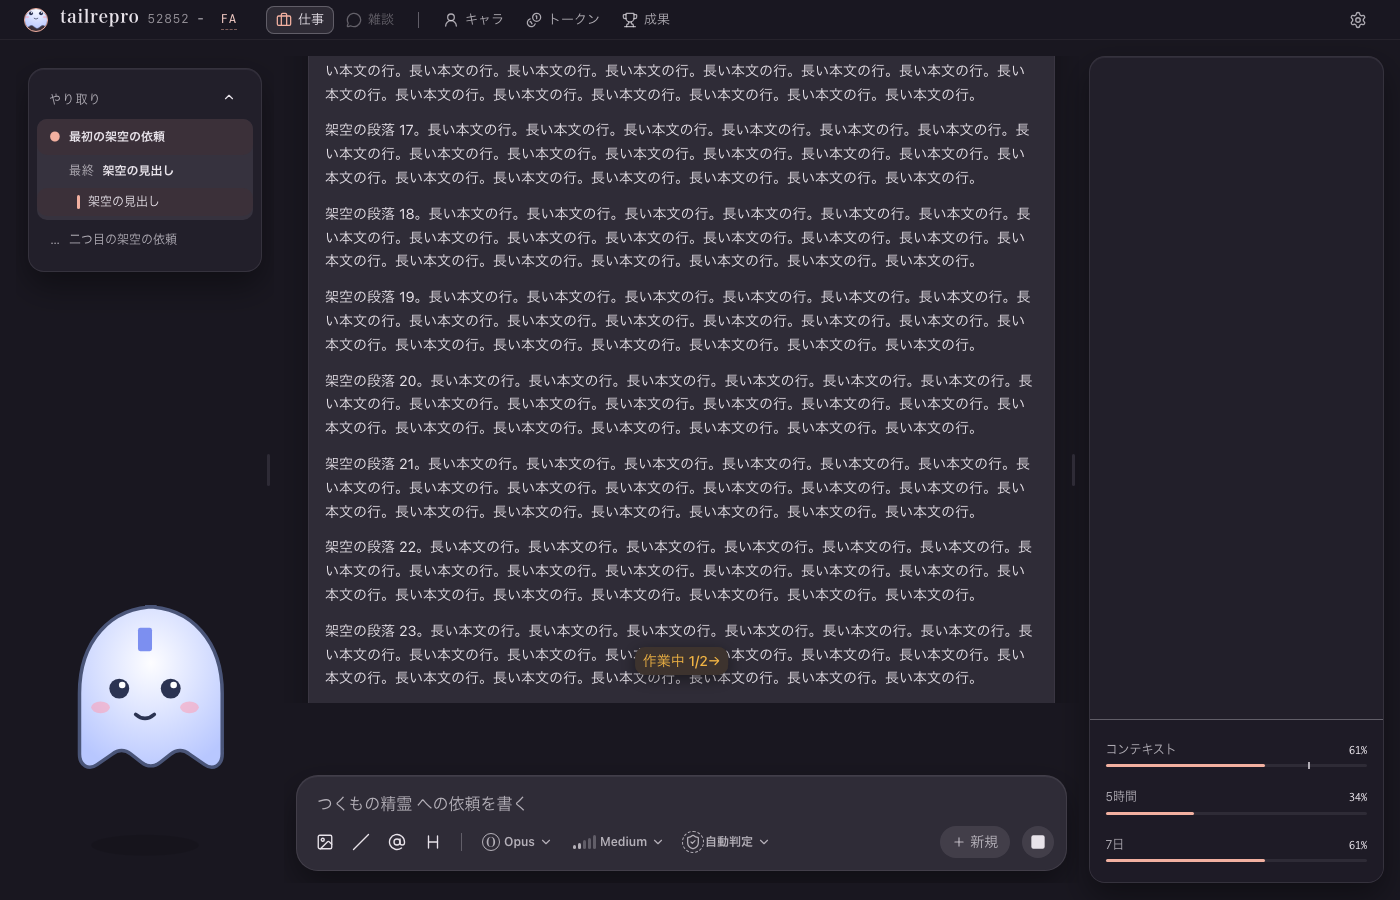 tailrepro 52852 - FA 仕事 雑談 キャラ トークン 成果
やり取り
最初の架空の依頼
最終 架空の見出し
架空の見出し
… 二つ目の架空の依頼
い本文の行。長い本文の行。長い本文の行。長い本文の行。長い本文の行。長い本文の行。長い本文の行。長い
本文の行。長い本文の行。長い本文の行。長い本文の行。長い本文の行。長い本文の行。長い本文の行。
架空の段落 17。長い本文の行。長い本文の行。長い本文の行。長い本文の行。長い本文の行。長い本文の行。長
い本文の行。長い本文の行。長い本文の行。長い本文の行。長い本文の行。長い本文の行。長い本文の行。長い
本文の行。長い本文の行。長い本文の行。長い本文の行。長い本文の行。長い本文の行。長い本文の行。
架空の段落 18。長い本文の行。長い本文の行。長い本文の行。長い本文の行。長い本文の行。長い本文の行。長
い本文の行。長い本文の行。長い本文の行。長い本文の行。長い本文の行。長い本文の行。長い本文の行。長い
本文の行。長い本文の行。長い本文の行。長い本文の行。長い本文の行。長い本文の行。長い本文の行。
架空の段落 19。長い本文の行。長い本文の行。長い本文の行。長い本文の行。長い本文の行。長い本文の行。長
い本文の行。長い本文の行。長い本文の行。長い本文の行。長い本文の行。長い本文の行。長い本文の行。長い
本文の行。長い本文の行。長い本文の行。長い本文の行。長い本文の行。長い本文の行。長い本文の行。
架空の段落 20。長い本文の行。長い本文の行。長い本文の行。長い本文の行。長い本文の行。長い本文の行。長
い本文の行。長い本文の行。長い本文の行。長い本文の行。長い本文の行。長い本文の行。長い本文の行。長い
本文の行。長い本文の行。長い本文の行。長い本文の行。長い本文の行。長い本文の行。長い本文の行。
架空の段落 21。長い本文の行。長い本文の行。長い本文の行。長い本文の行。長い本文の行。長い本文の行。長
い本文の行。長い本文の行。長い本文の行。長い本文の行。長い本文の行。長い本文の行。長い本文の行。長い
本文の行。長い本文の行。長い本文の行。長い本文の行。長い本文の行。長い本文の行。長い本文の行。
架空の段落 22。長い本文の行。長い本文の行。長い本文の行。長い本文の行。長い本文の行。長い本文の行。長
い本文の行。長い本文の行。長い本文の行。長い本文の行。長い本文の行。長い本文の行。長い本文の行。長い
本文の行。長い本文の行。長い本文の行。長い本文の行。長い本文の行。長い本文の行。長い本文の行。
架空の段落 23。長い本文の行。長い本文の行。長い本文の行。長い本文の行。長い本文の行。長い本文の行。長
い本文の行。長い本文の行。長い本文の行。長い 本文の行。長い本文の行。長い本文の行。長い
作業中 1/2→
本文の行。長い本文の行。長い本文の行。長い本文の行。長い本文の行。長い本文の行。長い本文の行。
つくもの精霊 への依頼を書く
Opus Medium 自動判定 + 新規
コンテキスト 61%
5時間 34%
7日 61%